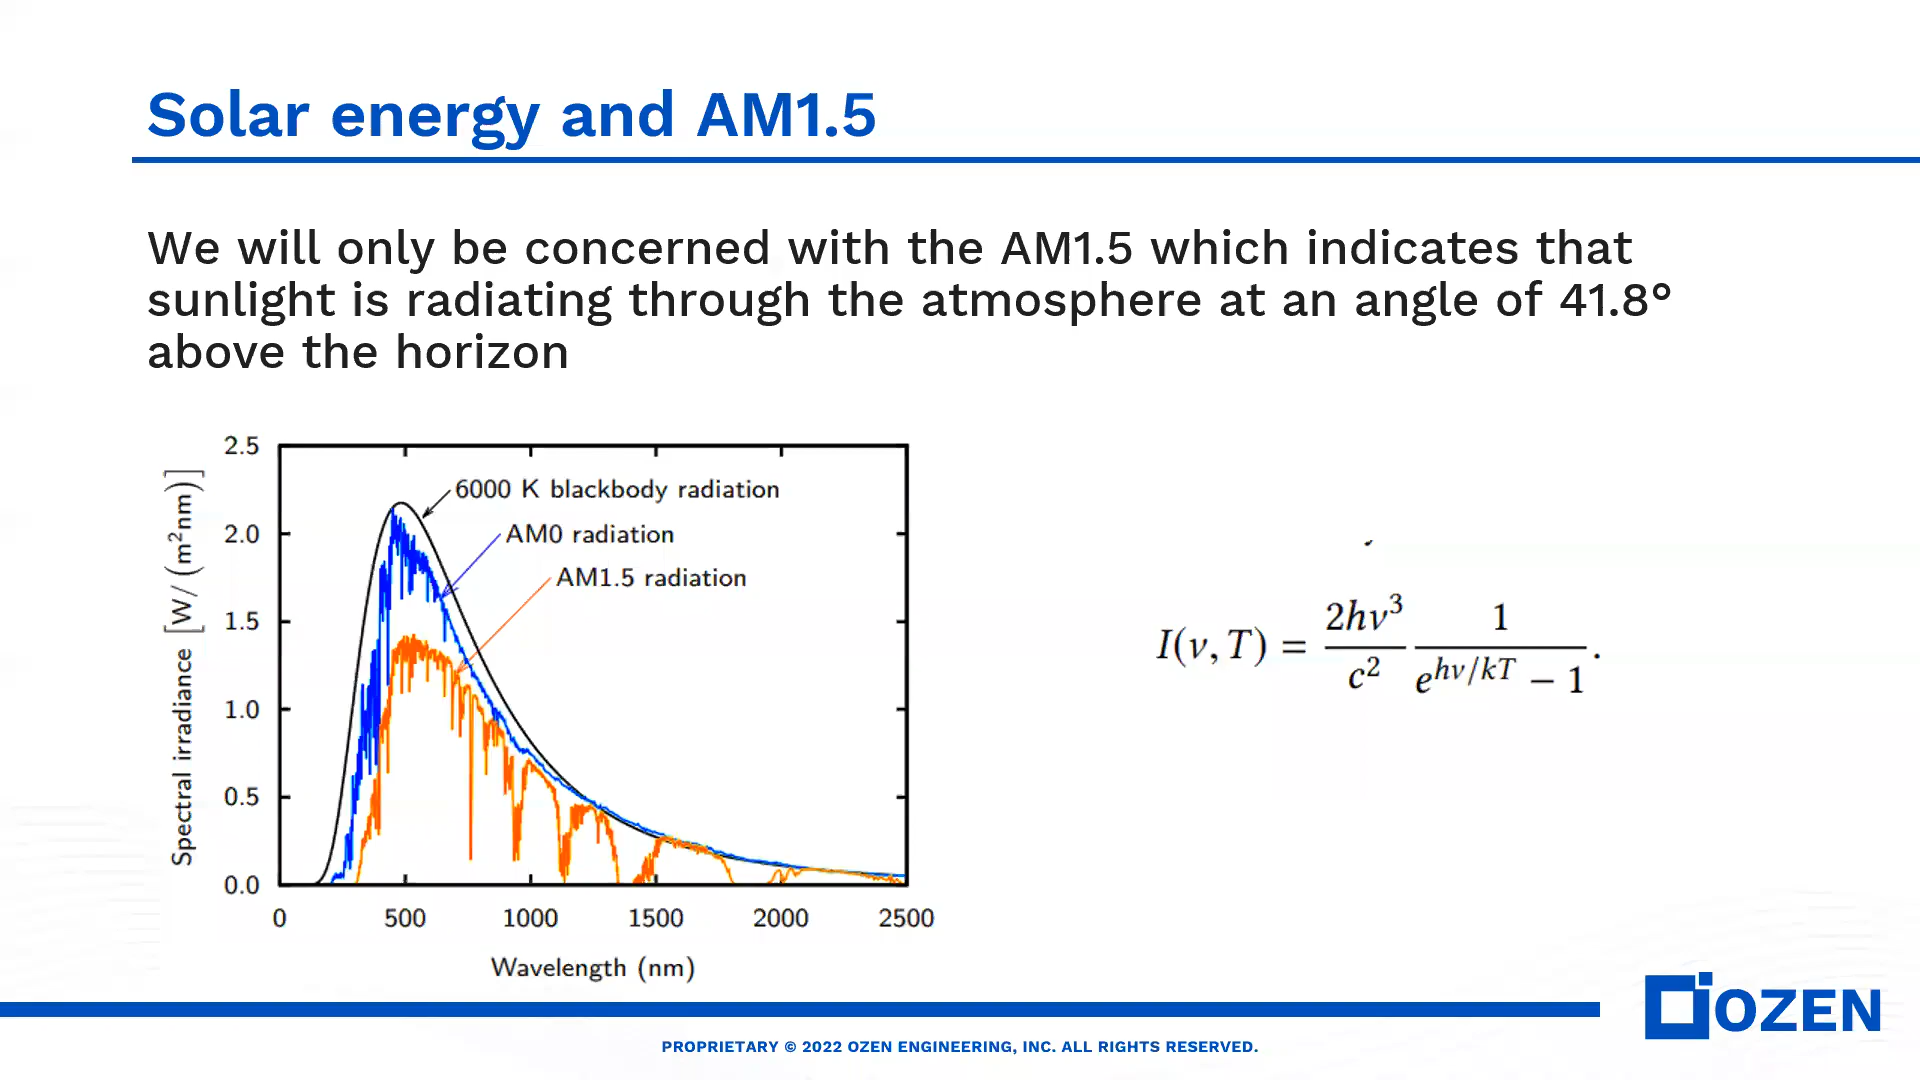 Solar energy and AM1.5
We will only be concerned with the AM1.5 which indicates that
sunlight is radiating through the atmosphere at an angle of 41.8°
above the horizon
Spectral irradiance [W/(m²nm)]
2.5
2.0
1.5
1.0
0.5
0.0
6000 K blackbody radiation
AM0 radiation
AM1.5 radiation
0 500 1000 1500 2000 2500
Wavelength (nm)
I(ν, T) = 2hν³/c² 1/(e^{hν/kT} − 1).
OZEN
PROPRIETARY © 2022 OZEN ENGINEERING, INC. ALL RIGHTS RESERVED.